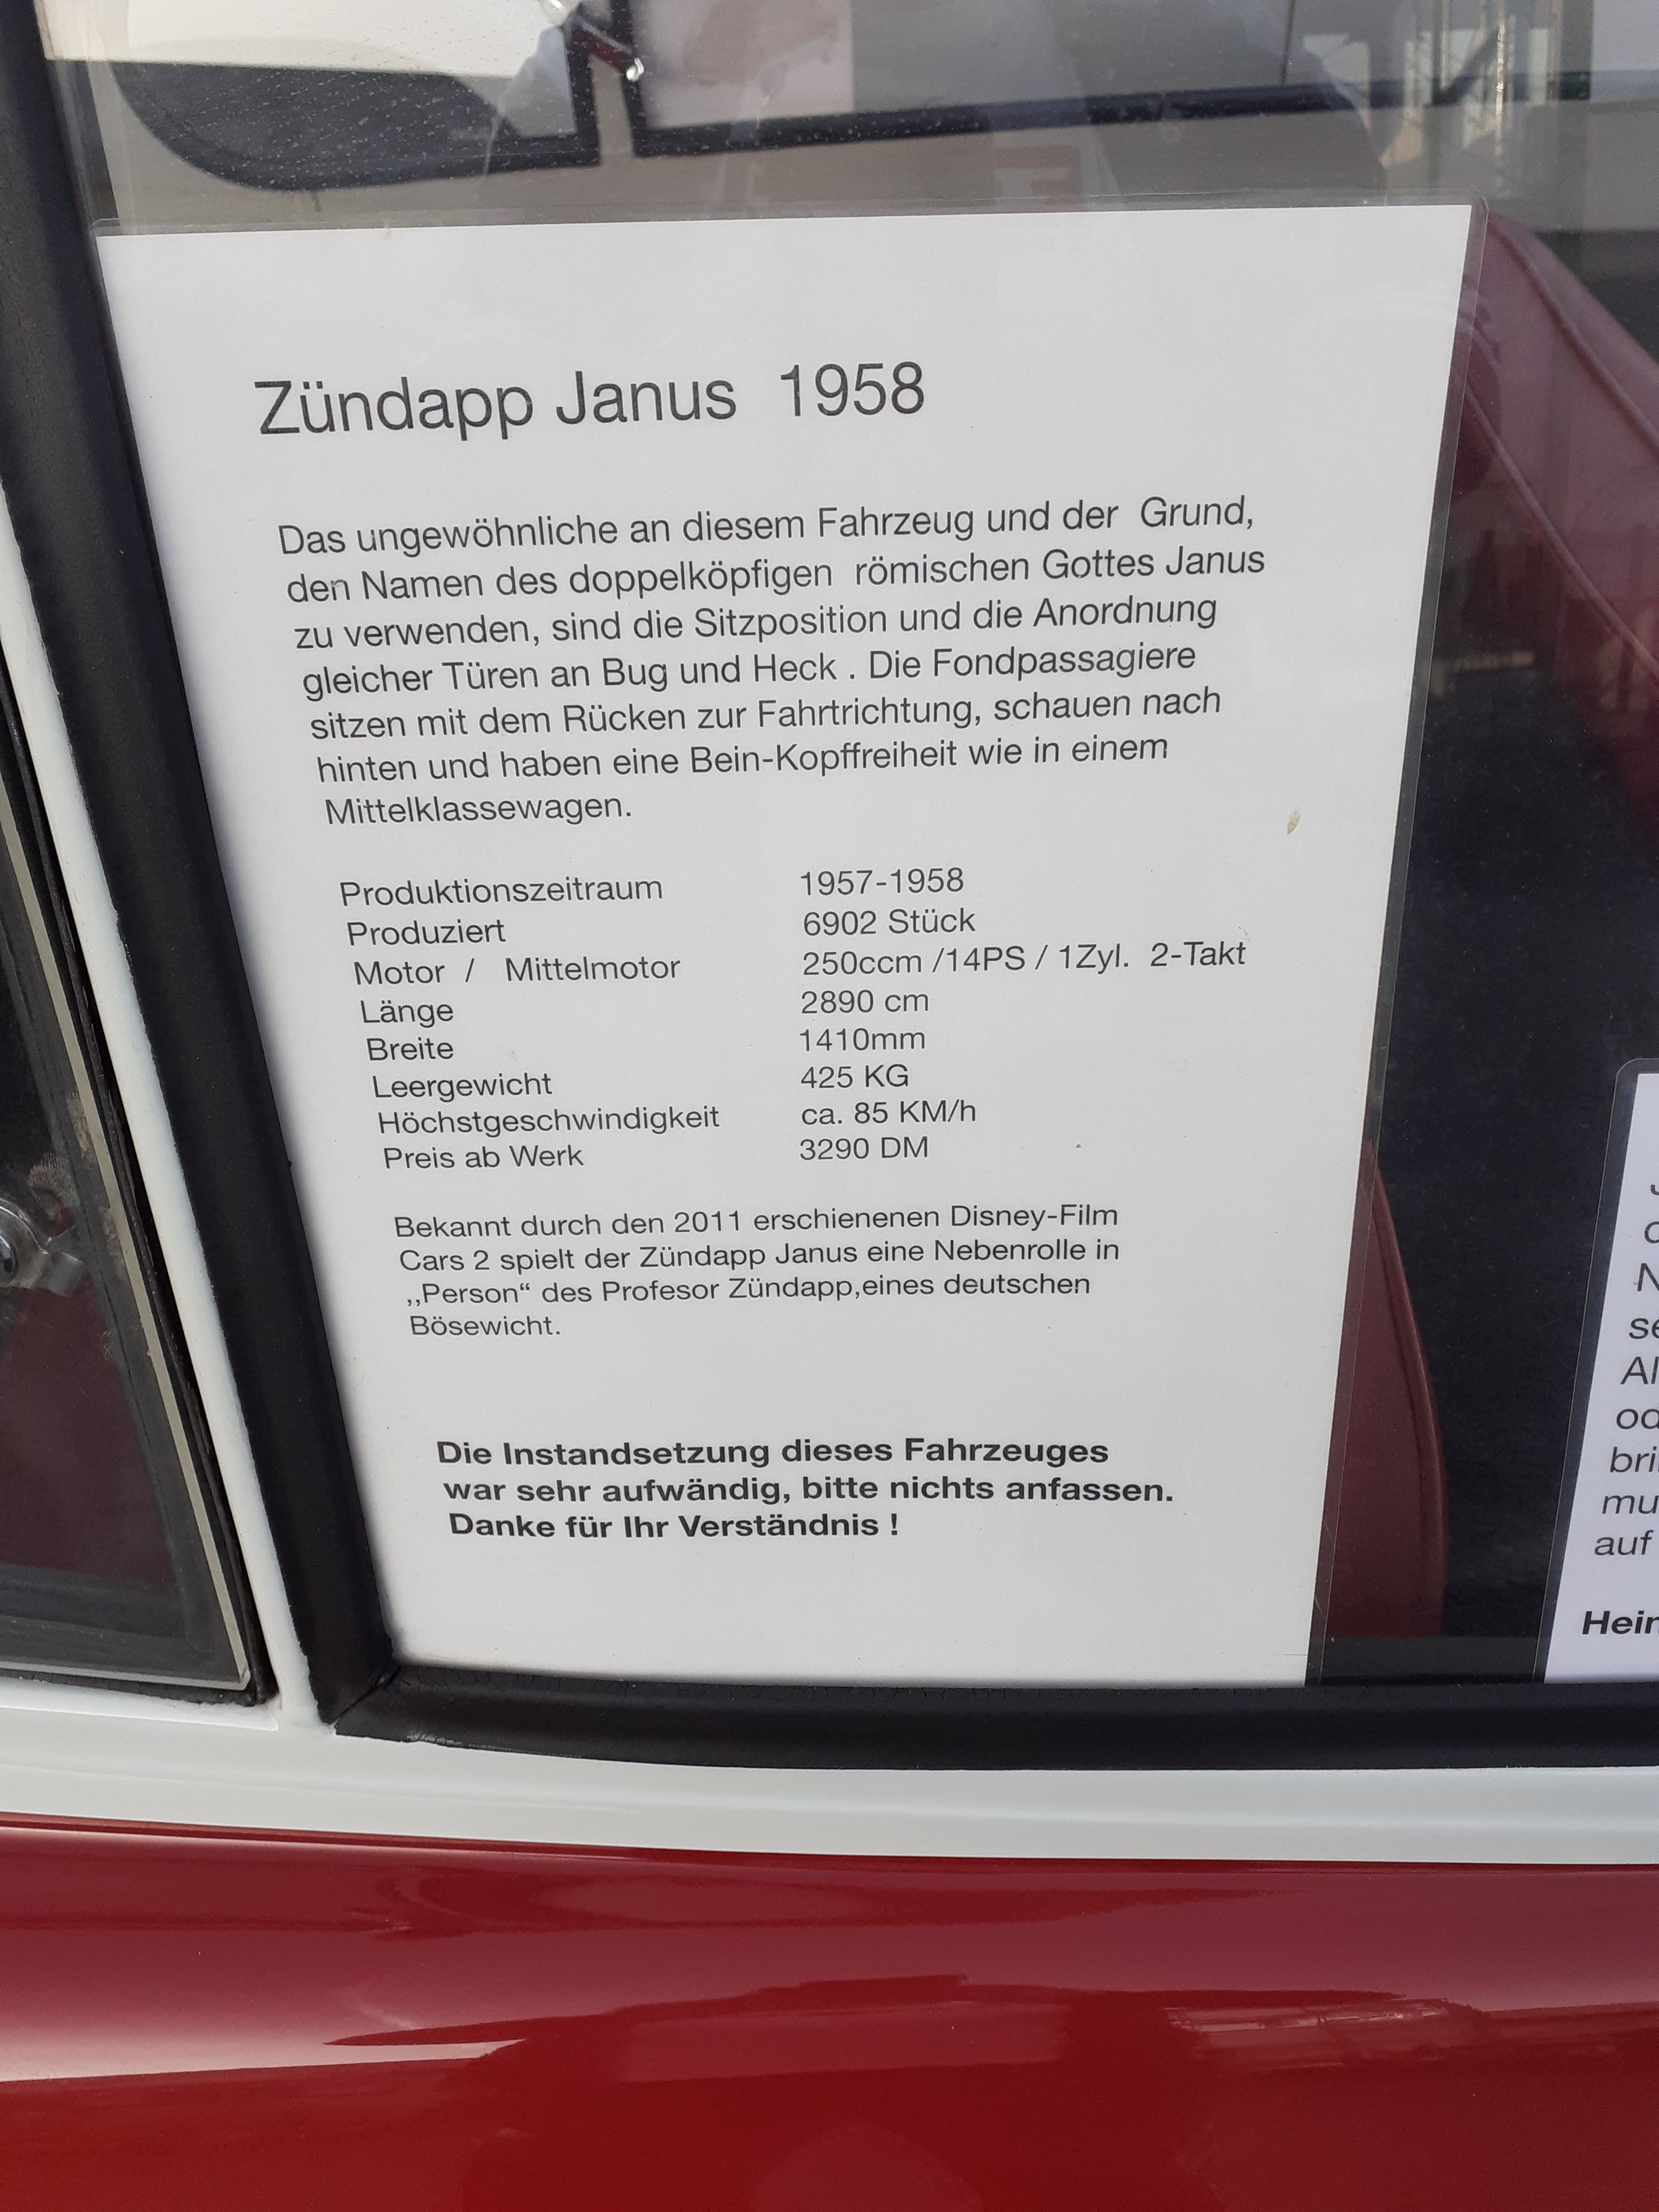 Zündapp Janus 1958
Das ungewöhnliche an diesem Fahrzeug und der Grund,
den Namen des doppelköpfigen römischen Gottes Janus
zu verwenden, sind die Sitzposition und die Anordnung
gleicher Türen an Bug und Heck . Die Fondpassagiere
sitzen mit dem Rücken zur Fahrtrichtung, schauen nach
hinten und haben eine Bein-Kopffreiheit wie in einem
Mittelklassewagen.
Produktionszeitraum 1957-1958
Produziert 6902 Stück
Motor / Mittelmotor 250ccm /14PS / 1Zyl. 2-Takt
Länge 2890 cm
Breite 1410mm
Leergewicht 425 KG
Höchstgeschwindigkeit ca. 85 KM/h
Preis ab Werk 3290 DM
Bekannt durch den 2011 erschienenen Disney-Film
Cars 2 spielt der Zündapp Janus eine Nebenrolle in
,,Person“ des Profesor Zündapp,eines deutschen
Bösewicht.
Die Instandsetzung dieses Fahrzeuges
war sehr aufwändig, bitte nichts anfassen.
Danke für Ihr Verständnis !
auf